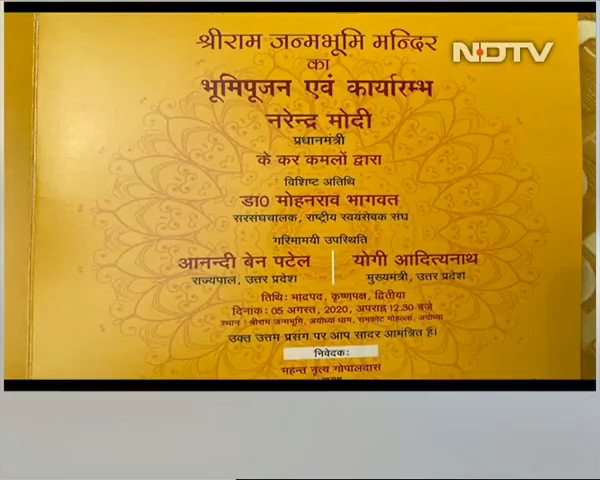 NDTV
श्रीराम जन्मभूमि मन्दिर
का
भूमिपूजन एवं कार्यारम्भ
नरेन्द्र मोदी
प्रधानमंत्री
के कर कमलों द्वारा
विशिष्ट अतिथि
डा0 मोहनराव भागवत
सरसंघचालक, राष्ट्रीय स्वयंसेवक संघ
गरिमामयी उपस्थिति
आनन्दी बेन पटेल
राज्यपाल, उत्तर प्रदेश
योगी आदित्यनाथ
मुख्यमंत्री, उत्तर प्रदेश
तिथि: भाद्रपद, कृष्णपक्ष, द्वितीया
दिनांक: 05 अगस्त, 2020, अपराह्न 12.30 बजे
स्थान : श्रीराम जन्मभूमि, अयोध्या धाम, रामकोट मोहल्ला, अयोध्या
उक्त उत्तम प्रसंग पर आप सादर आमंत्रित हैं।
निवेदक:
महन्त नृत्य गोपालदास